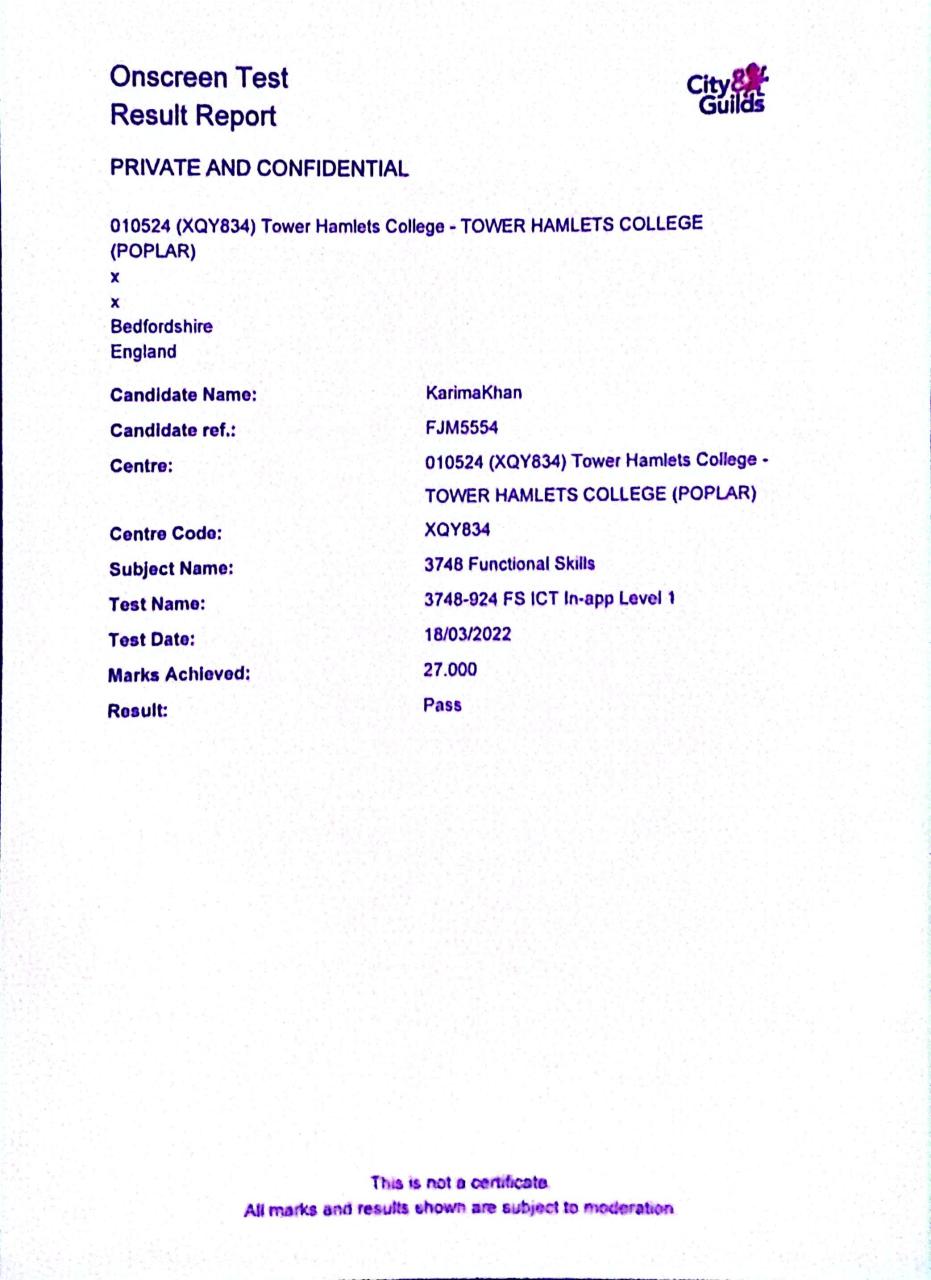 Onscreen Test
Result Report
City & Guilds
PRIVATE AND CONFIDENTIAL
010524 (XQY834) Tower Hamlets College - TOWER HAMLETS COLLEGE
(POPLAR)
x
x
Bedfordshire
England
Candidate Name: KarimaKhan
Candidate ref.: FJM5554
Centre: 010524 (XQY834) Tower Hamlets College -
TOWER HAMLETS COLLEGE (POPLAR)
Centre Code: XQY834
Subject Name: 3748 Functional Skills
Test Name: 3748-924 FS ICT In-app Level 1
Test Date: 18/03/2022
Marks Achieved: 27.000
Result: Pass
This is not a certificate
All marks and results shown are subject to moderation